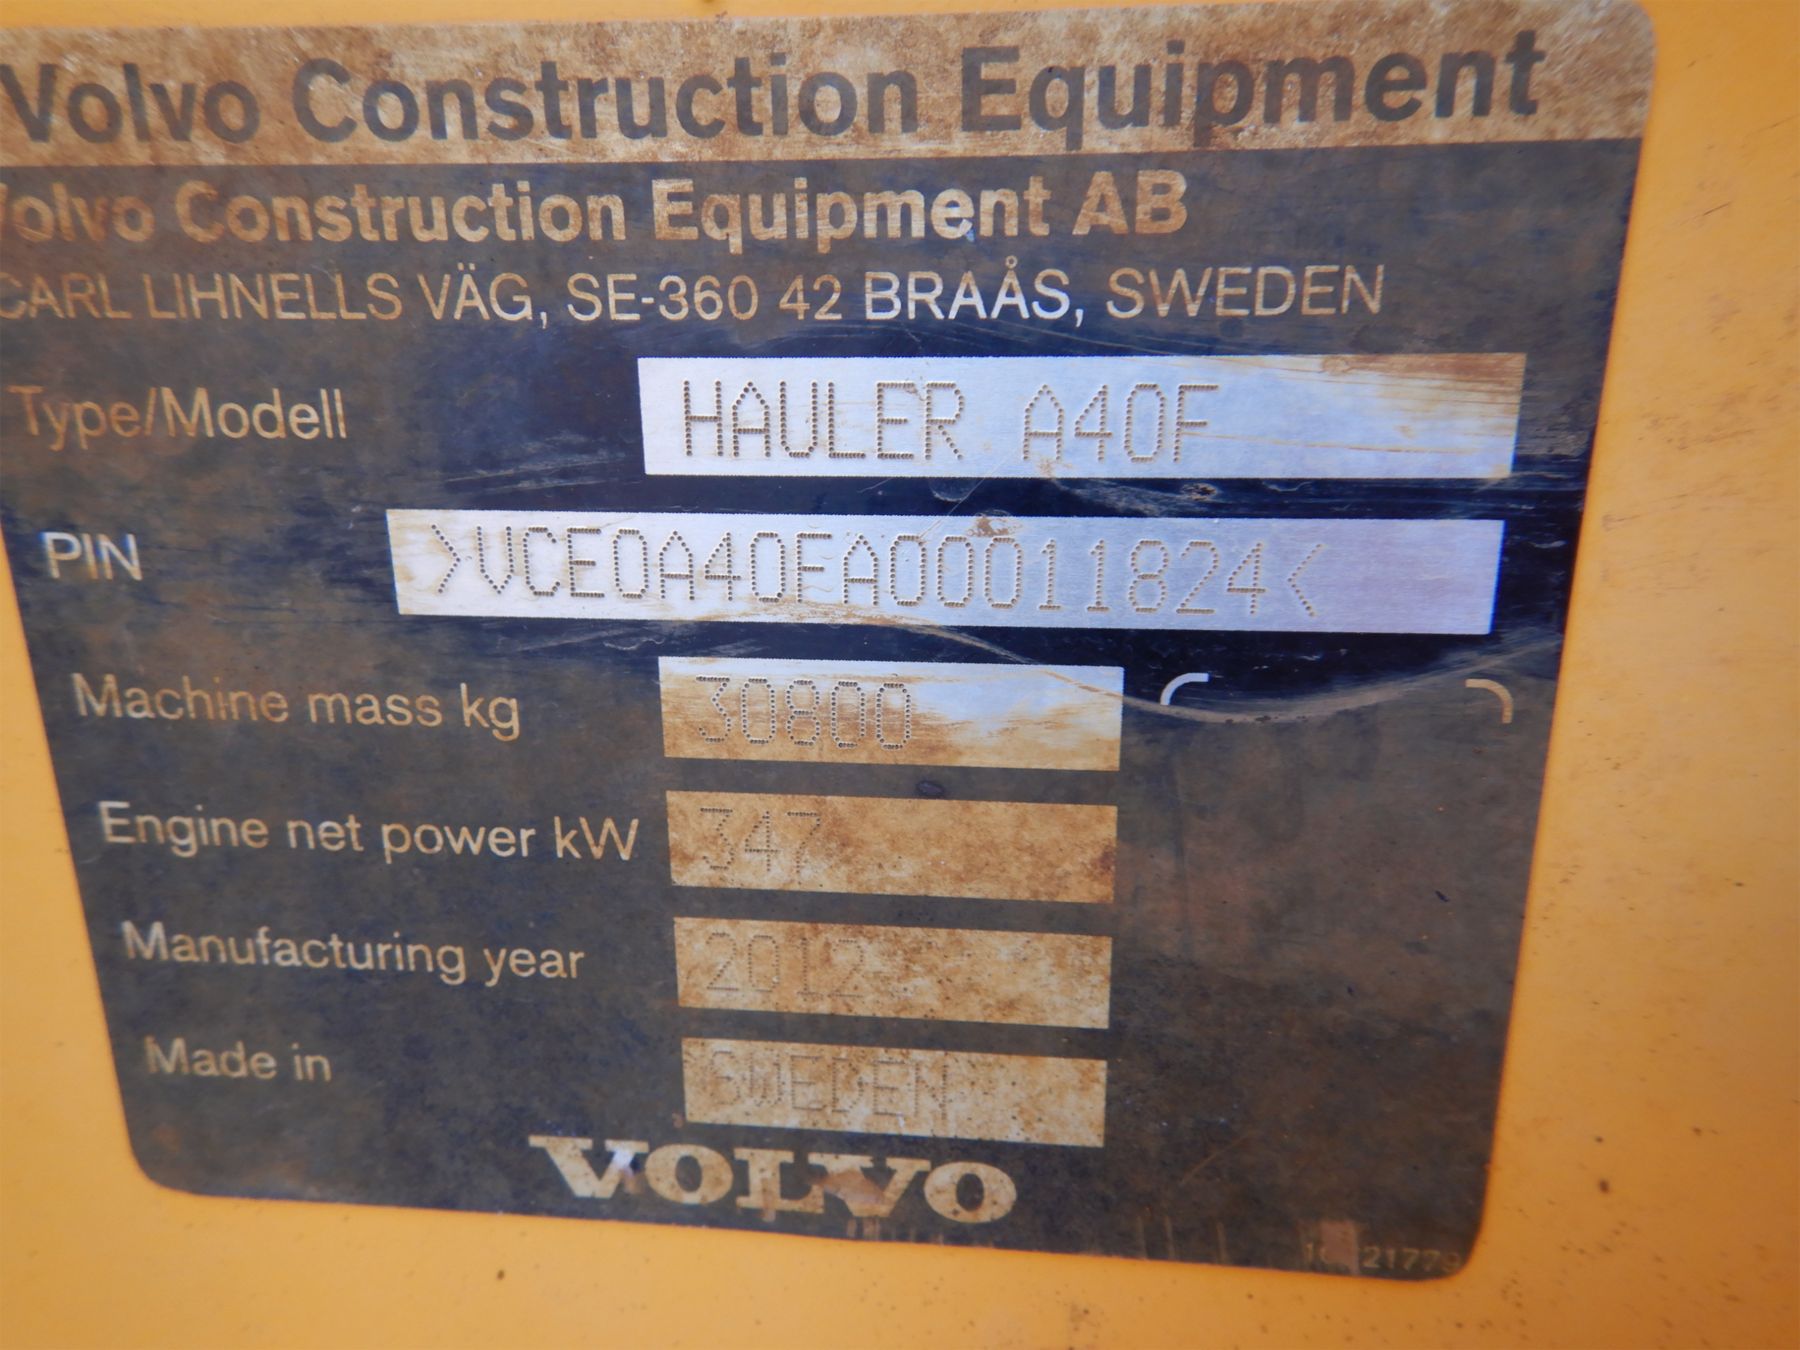 Volvo Construction Equipment
Volvo Construction Equipment AB
CARL LIHNELLS VÄG, SE-360 42 BRAÅS, SWEDEN
Type/Modell HAULER A40F
PIN >VCE0A40FA00011824<
Machine mass kg 30800
Engine net power kW 347
Manufacturing year 2012
Made in SWEDEN
VOLVO